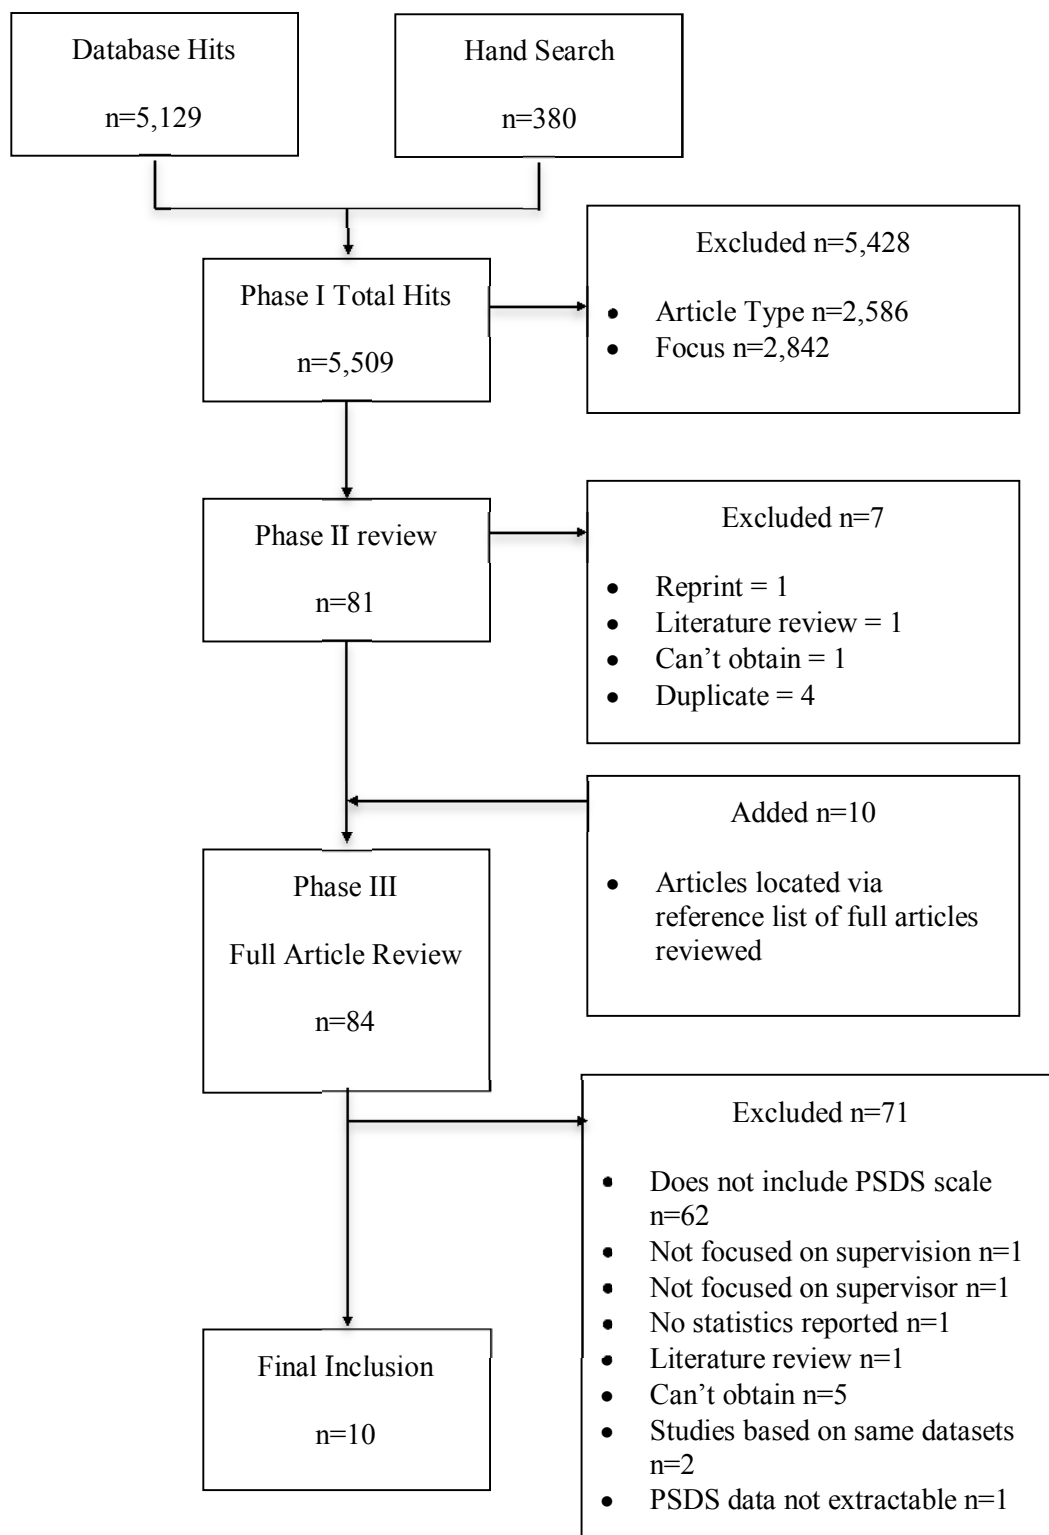 Database Hits
n=5,129
Hand Search
n=380
Phase I Total Hits
n=5,509
Excluded n=5,428
• Article Type n=2,586
• Focus n=2,842
Phase II review
n=81
Excluded n=7
• Reprint = 1
• Literature review = 1
• Can’t obtain = 1
• Duplicate = 4
Added n=10
• Articles located via
reference list of full articles
reviewed
Phase III
Full Article Review
n=84
Excluded n=71
• Does not include PSDS scale
n=62
• Not focused on supervision n=1
• Not focused on supervisor n=1
• No statistics reported n=1
• Literature review n=1
• Can’t obtain n=5
• Studies based on same datasets
n=2
• PSDS data not extractable n=1
Final Inclusion
n=10